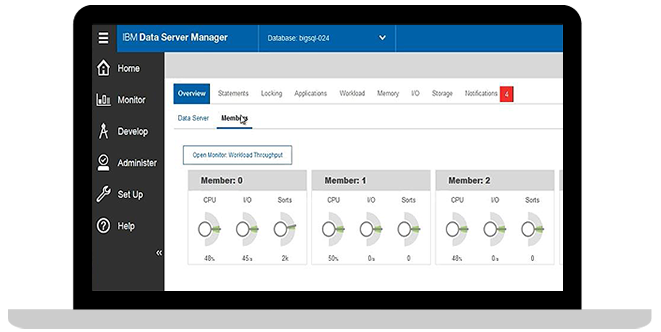 IBM Data Server Manager
Database: bigsql-024
Home
Monitor
Develop
Administer
Set Up
Help
«
Overview Statements Locking Applications Workload Memory I/O Storage Notifications 4
Data Server Members
Open Monitor: Workload Throughput
Member: 0 Member: 1 Member: 2
CPU I/O Sorts CPU I/O Sorts CPU I/O Sorts
48% 45/s 2k 50% 0/s 0 48% 0/s 0